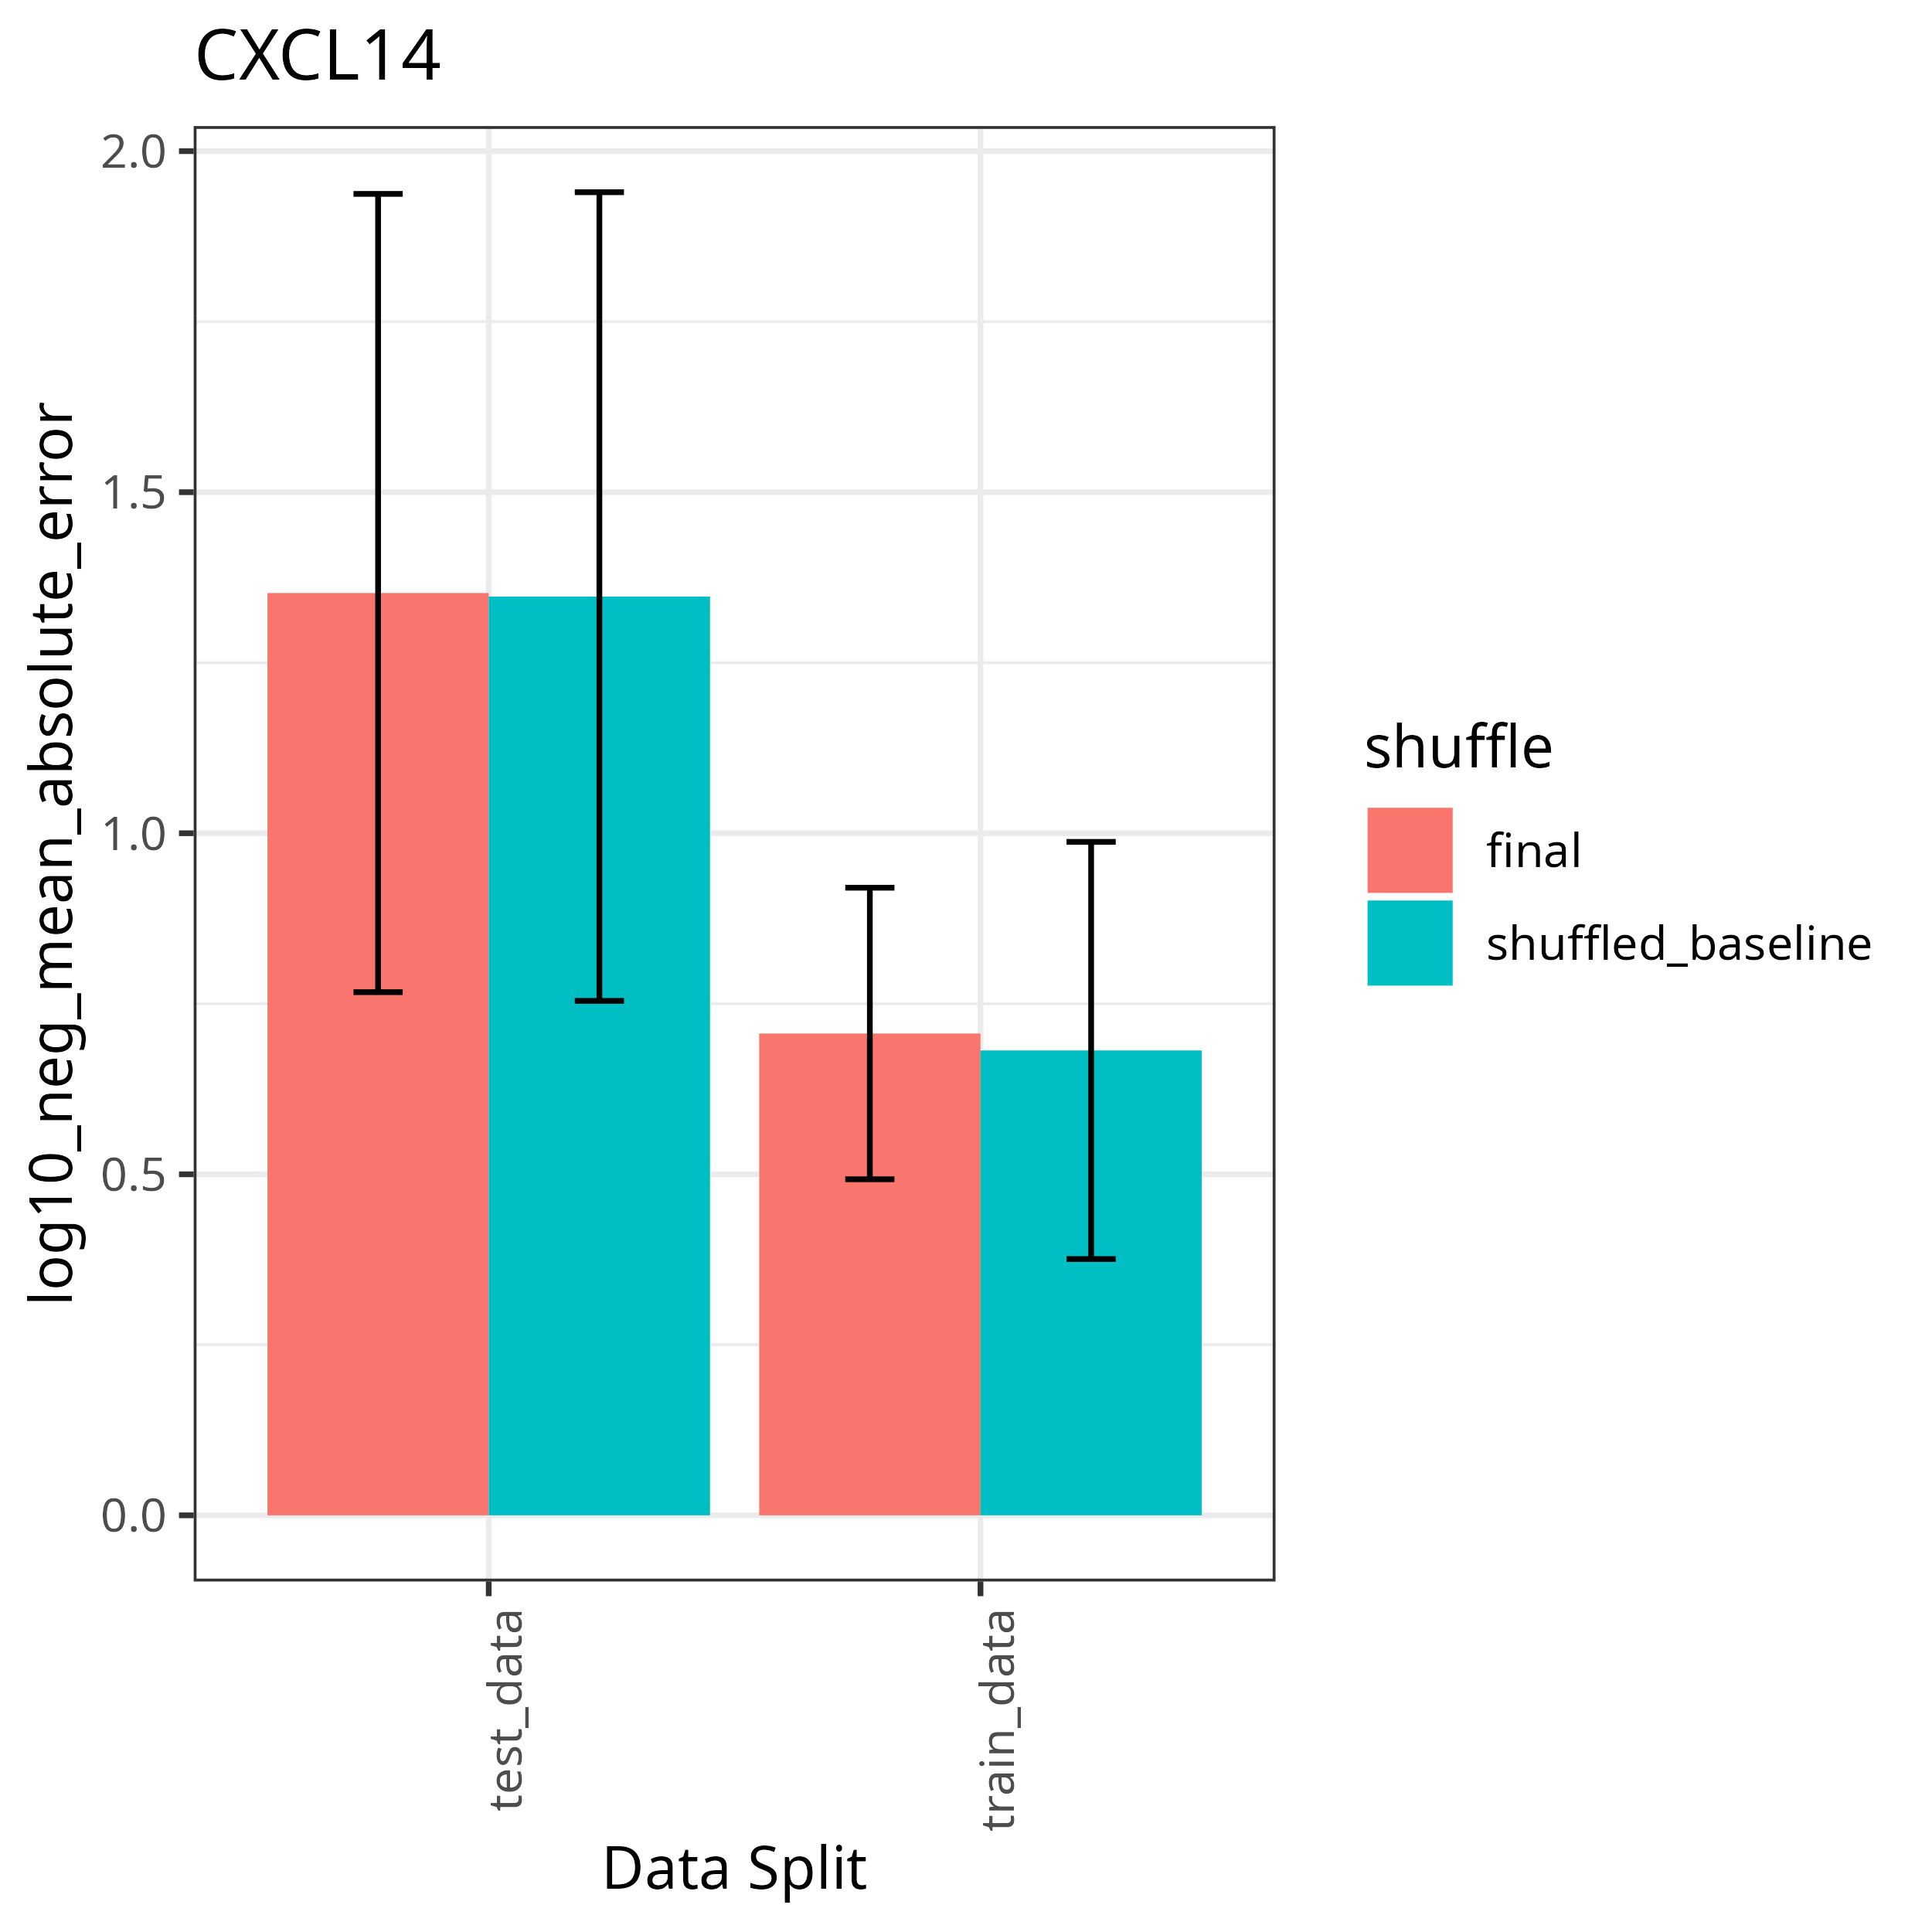 CXCL14
log10_neg_mean_absolute_error
2.0
1.5
1.0
0.5
0.0
test_data
train_data
Data Split
shuffle
final
shuffled_baseline